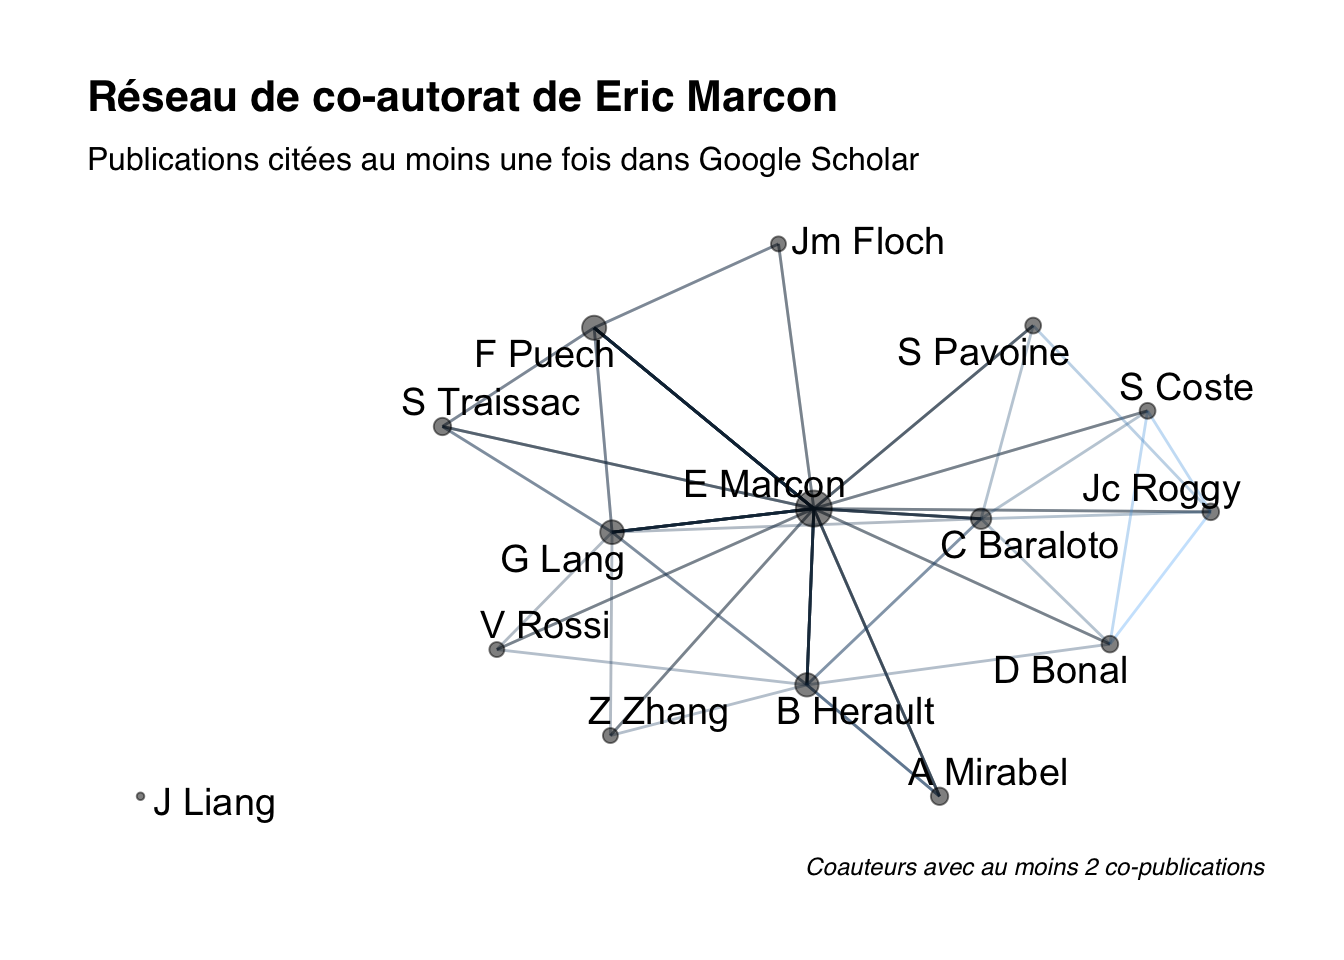 Réseau de co-autorat de Eric Marcon
Publications citées au moins une fois dans Google Scholar
Jm Floch
F Puech
S Pavoine
S Coste
S Traissac
E Marcon
Jc Roggy
G Lang
C Baraloto
V Rossi
D Bonal
Z Zhang
B Herault
A Mirabel
J Liang
Coauteurs avec au moins 2 co-publications